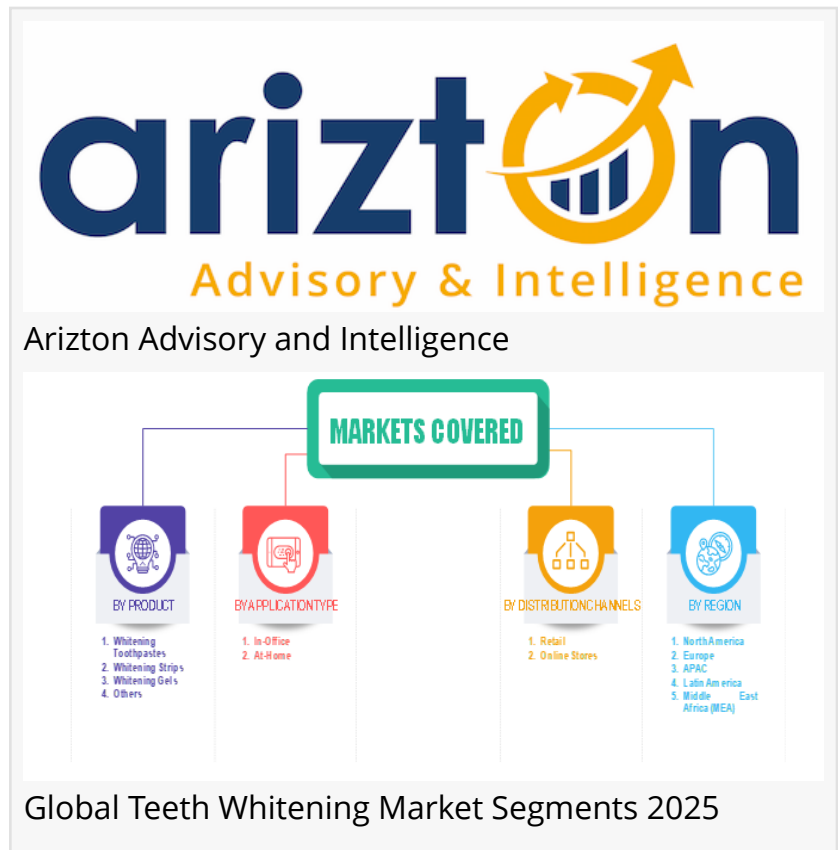 arizton
Advisory & Intelligence
Arizton Advisory and Intelligence
MARKETS COVERED
BY PRODUCT
1. Whitening
Toothpastes
2. Whitening Strips
3. Whitening Gels
4. Others
BY APPLICATION TYPE
1. In-Office
2. At-Home
BY DISTRIBUTION CHANNELS
1. Retail
2. Online Stores
BY REGION
1. North America
2. Europe
3. APAC
4. Latin America
5. Middle East
Africa (MEA)
Global Teeth Whitening Market Segments 2025